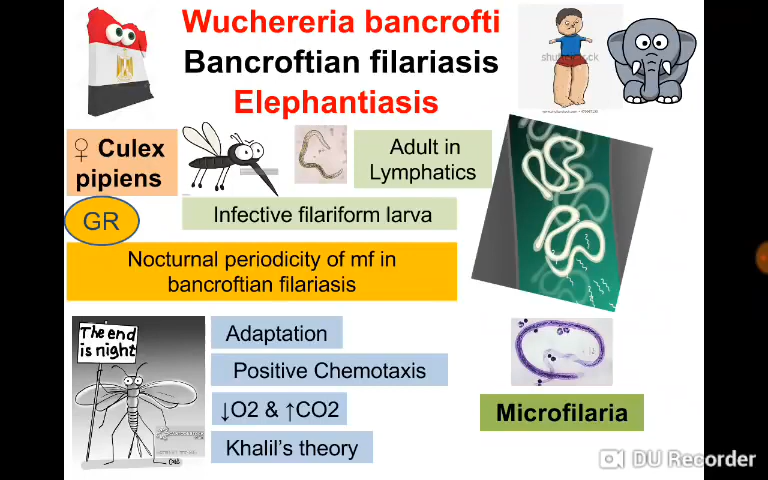 Wuchereria bancrofti
Bancroftian filariasis
Elephantiasis
♀ Culex
pipiens
Adult in
Lymphatics
GR
Infective filariform larva
Nocturnal periodicity of mf in
bancroftian filariasis
The end
is night
Adaptation
Positive Chemotaxis
↓O2 & ↑CO2
Khalil's theory
Microfilaria
DU Recorder